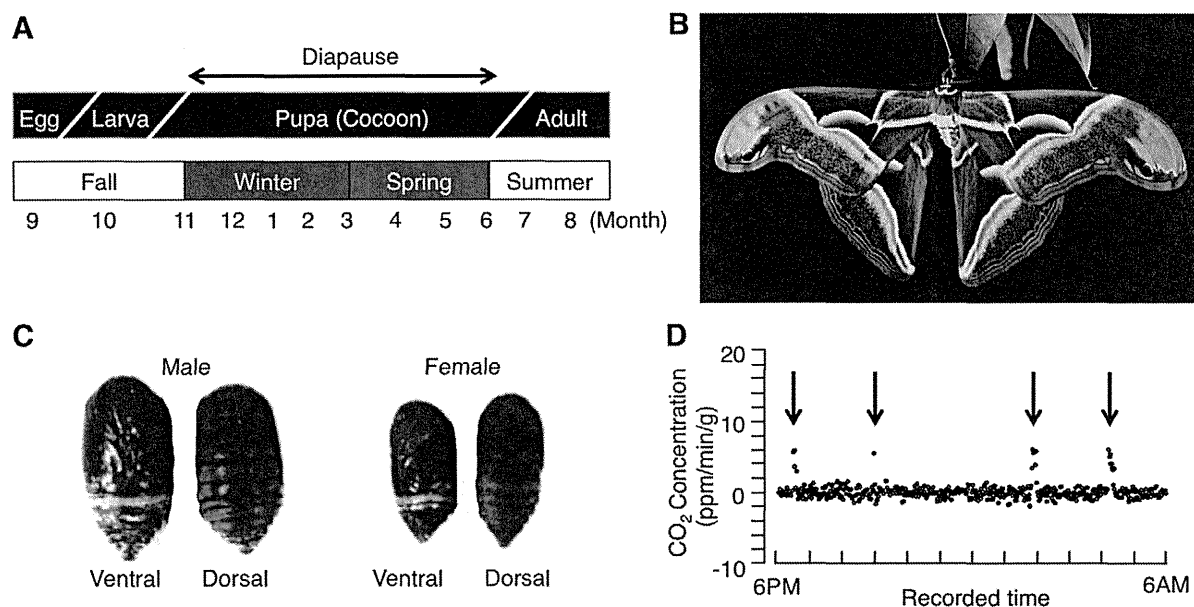 A
Diapause
Egg
Larva
Pupa (Cocoon)
Adult
Fall
Winter
Spring
Summer
9 10 11 12 1 2 3 4 5 6 7 8 (Month)
B
C
Male
Female
Ventral
Dorsal
Ventral
Dorsal
D
CO2 Concentration
(ppm/min/g)
20
10
0
-10
6PM
6AM
Recorded time